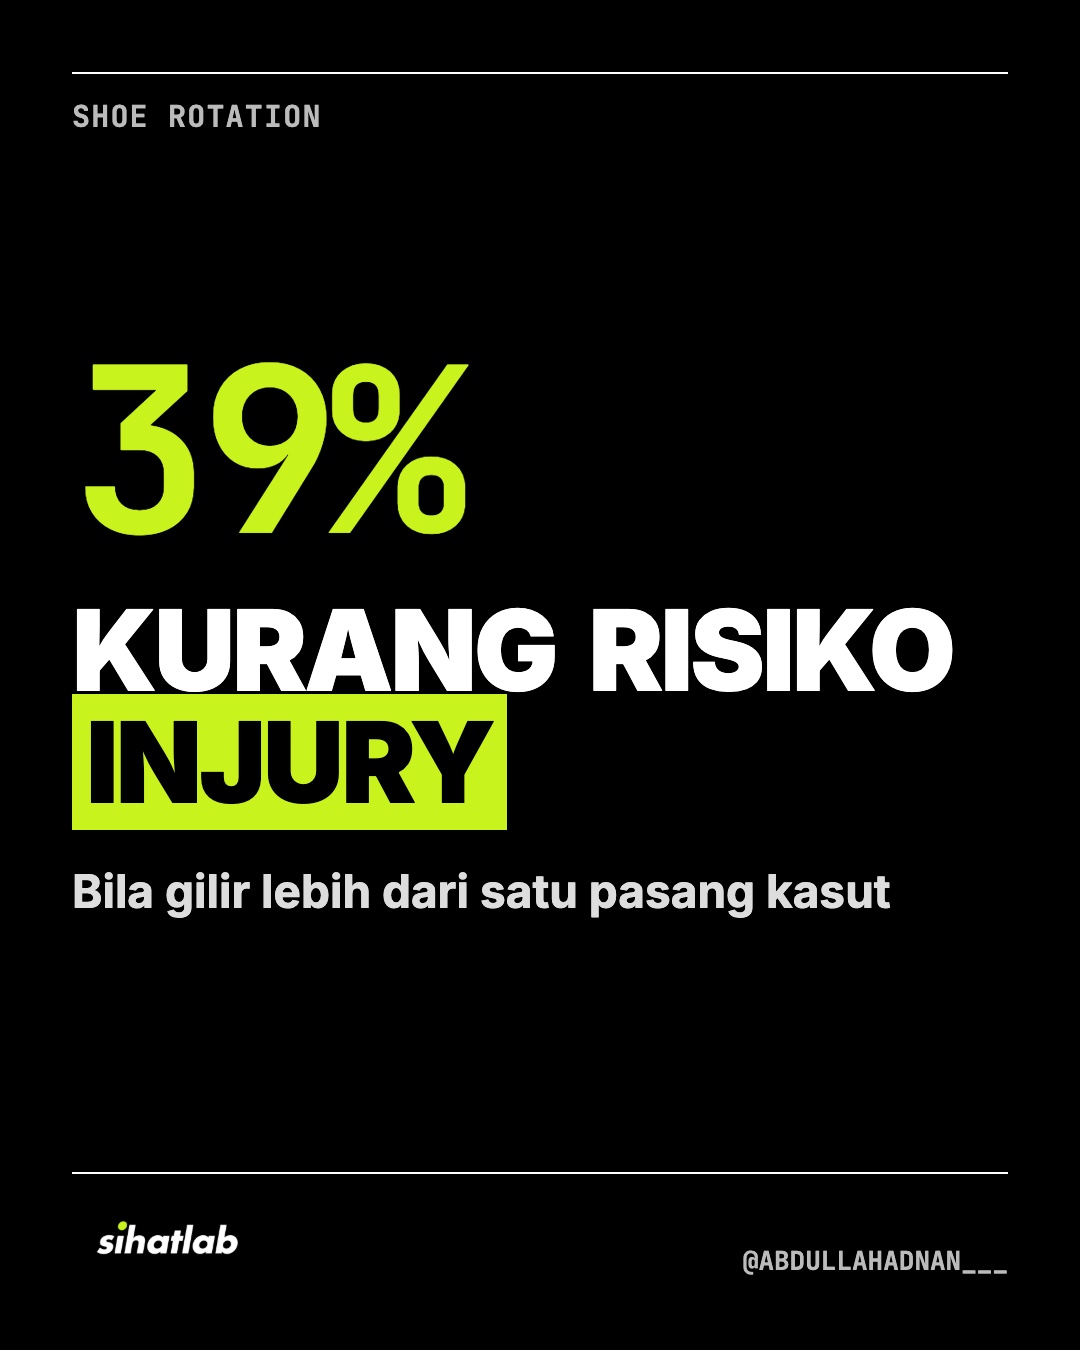 SHOE ROTATION
39%
KURANG RISIKO
INJURY
Bila gilir lebih dari satu pasang kasut
sihatlab
@ABDULLAHADNAN___